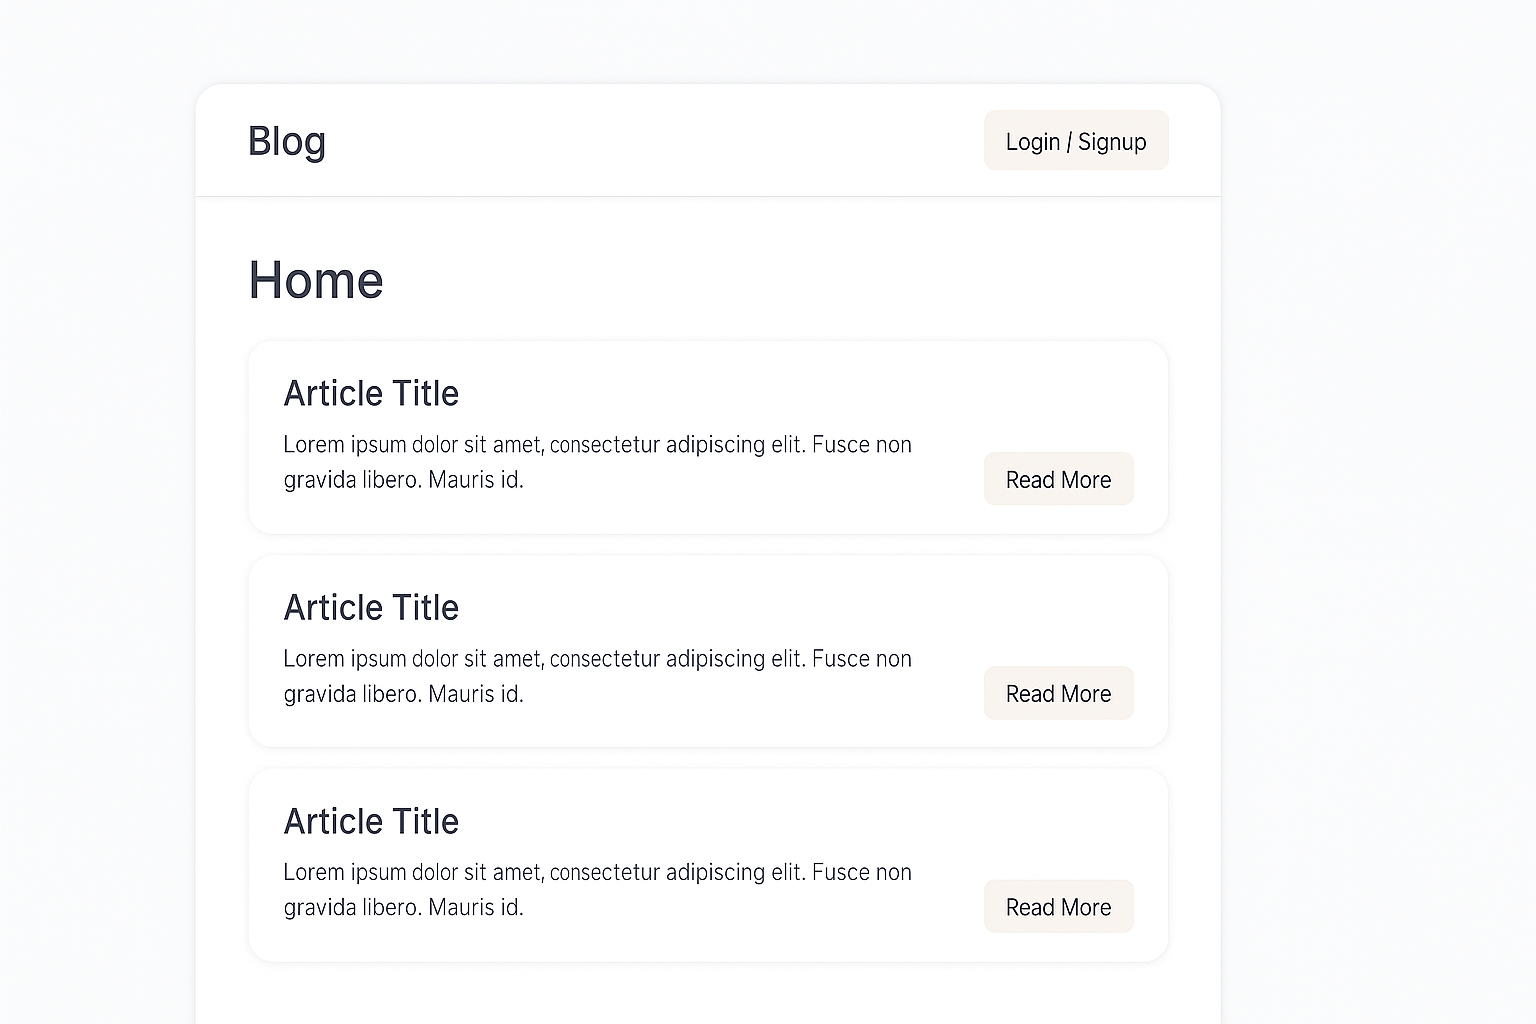 Blog
Login / Signup
Home
Article Title
Lorem ipsum dolor sit amet, consectetur adipiscing elit. Fusce non
gravida libero. Mauris id.
Read More
Article Title
Lorem ipsum dolor sit amet, consectetur adipiscing elit. Fusce non
gravida libero. Mauris id.
Read More
Article Title
Lorem ipsum dolor sit amet, consectetur adipiscing elit. Fusce non
gravida libero. Mauris id.
Read More